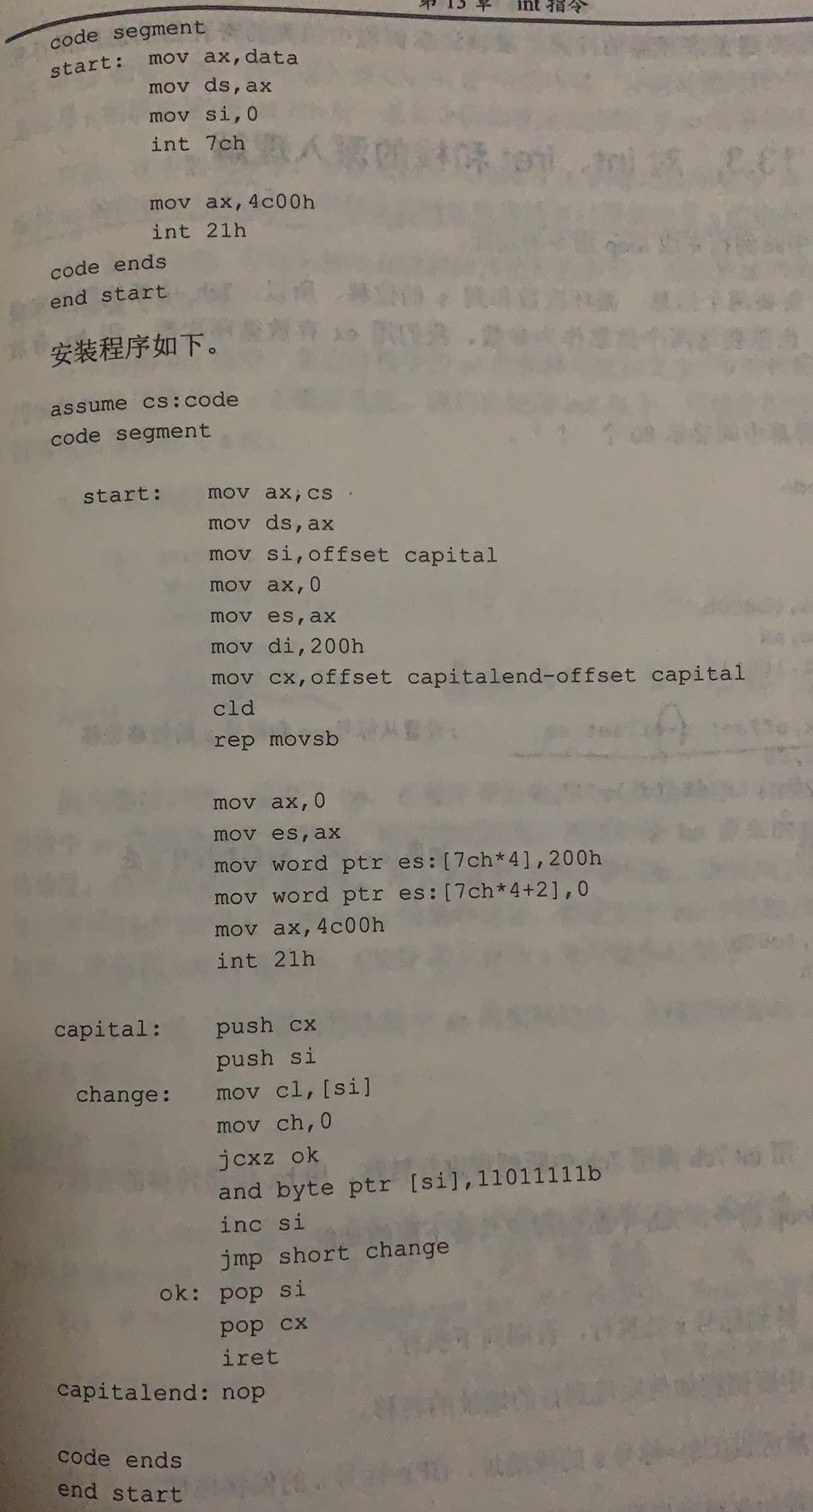 第 13 章 int 指令
code segment
start: mov ax,data
mov ds,ax
mov si,0
int 7ch
mov ax,4c00h
int 21h
code ends
end start
安装程序如下。
assume cs:code
code segment
start: mov ax,cs
mov ds,ax
mov si,offset capital
mov ax,0
mov es,ax
mov di,200h
mov cx,offset capitalend-offset capital
cld
rep movsb
mov ax,0
mov es,ax
mov word ptr es:[7ch*4],200h
mov word ptr es:[7ch*4+2],0
mov ax,4c00h
int 21h
capital: push cx
push si
change: mov cl,[si]
mov ch,0
jcxz ok
and byte ptr [si],11011111b
inc si
jmp short change
ok: pop si
pop cx
iret
capitalend: nop
code ends
end start